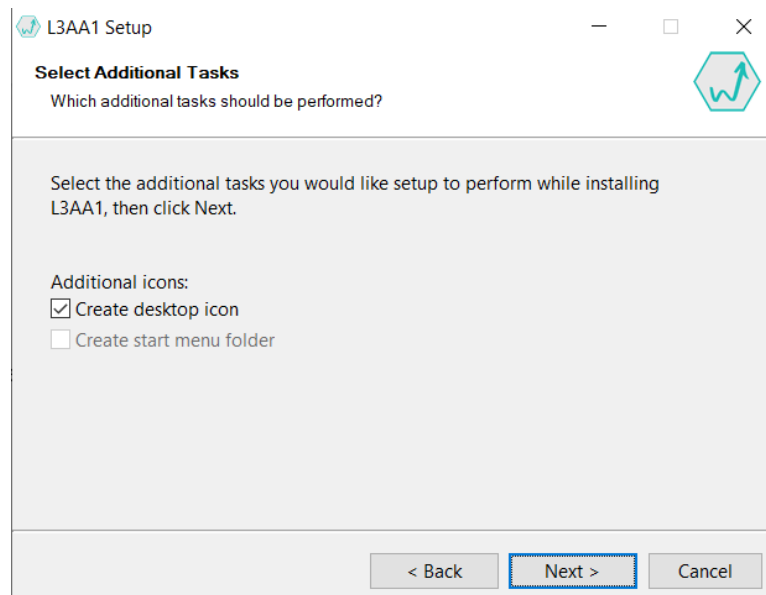 L3AA1 Setup
Select Additional Tasks
Which additional tasks should be performed?
Select the additional tasks you would like setup to perform while installing
L3AA1, then click Next.
Additional icons:
Create desktop icon
Create start menu folder
< Back Next > Cancel